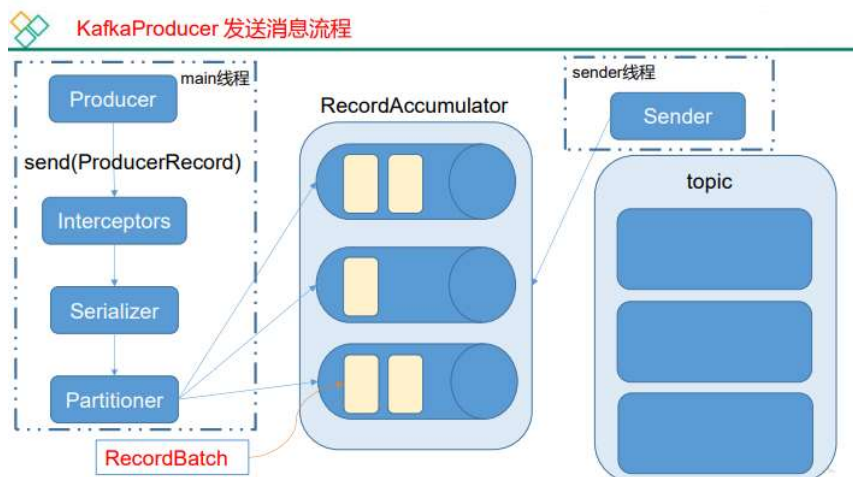 KafkaProducer 发送消息流程
main线程
Producer
send(ProducerRecord)
Interceptors
Serializer
Partitioner
RecordBatch
RecordAccumulator
sender线程
Sender
topic